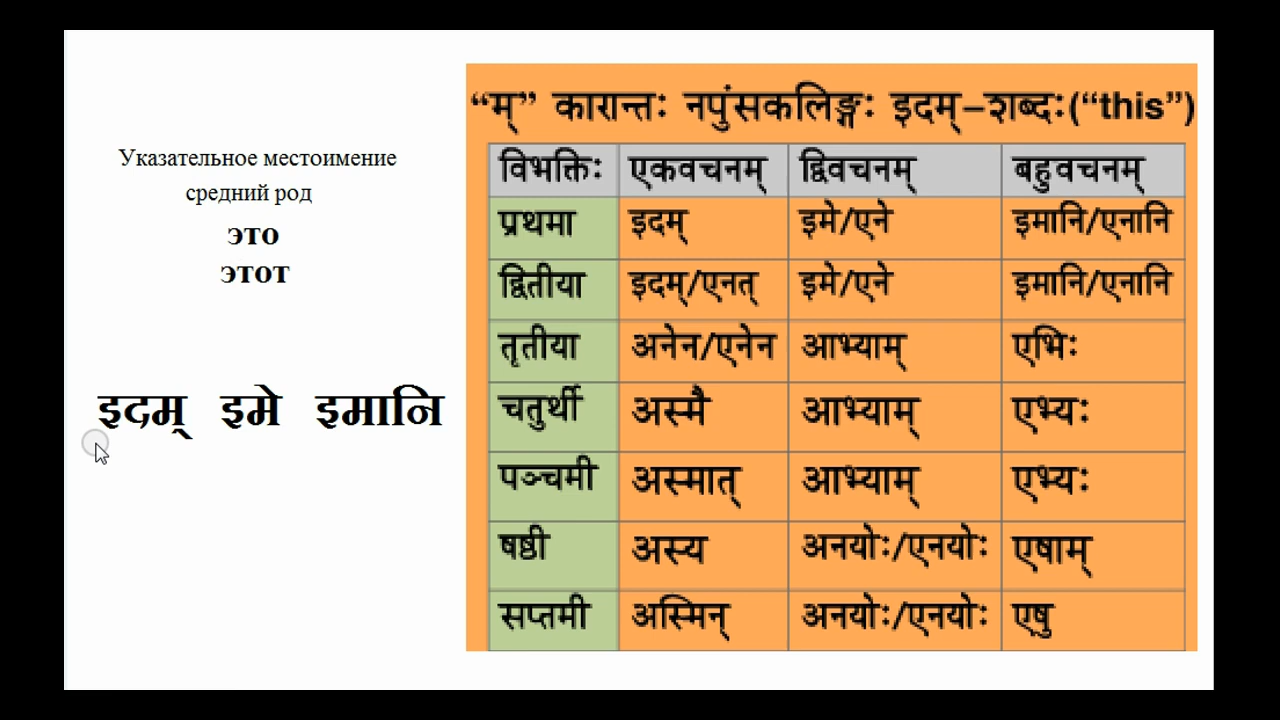 Указательное местоимение
средний род
это
этот
इदम् इमे इमानि
“म्” कारान्तः नपुंसकलिङ्गः इदम्–शब्दः(“this”)
विभक्तिः एकवचनम् द्विवचनम् बहुवचनम्
प्रथमा इदम् इमे/एने इमानि/एनानि
द्वितीया इदम्/एनत् इमे/एने इमानि/एनानि
तृतीया अनेन/एनेन आभ्याम् एभिः
चतुर्थी अस्मै आभ्याम् एभ्यः
पञ्चमी अस्मात् आभ्याम् एभ्यः
षष्ठी अस्य अनयोः/एनयोः एषाम्
सप्तमी अस्मिन् अनयोः/एनयोः एषु